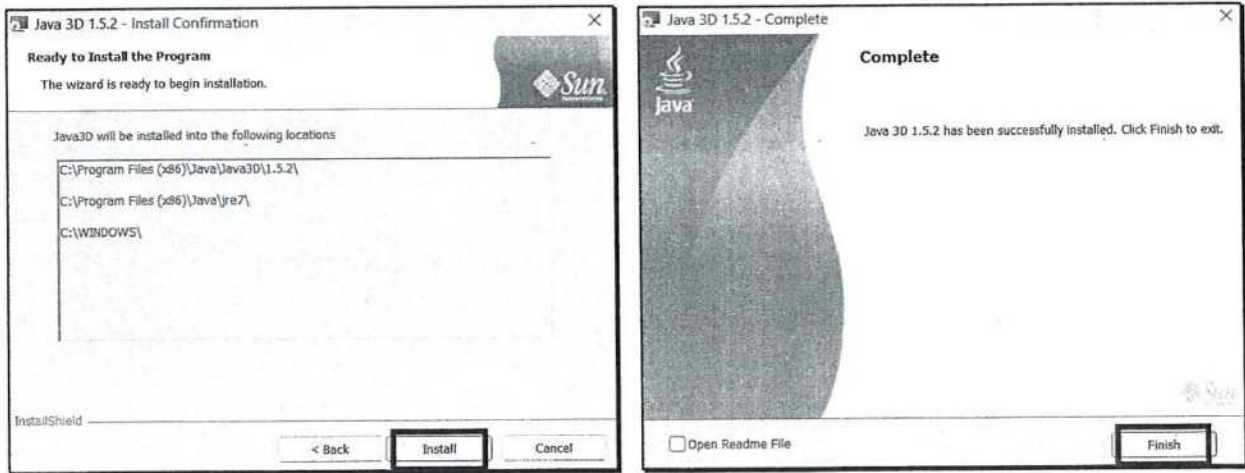 Java 3D 1.5.2 - Install Confirmation
Ready to Install the Program
The wizard is ready to begin installation.
Sun
Java3D will be installed into the following locations
C:\Program Files (x86)\Java\Java3D\1.5.2\
C:\Program Files (x86)\Java\jre7\
C:\WINDOWS\
InstallShield
< Back
Install
Cancel
Java 3D 1.5.2 - Complete
Java
Complete
Java 3D 1.5.2 has been successfully installed. Click Finish to exit.
Sun
Open Readme File
Finish